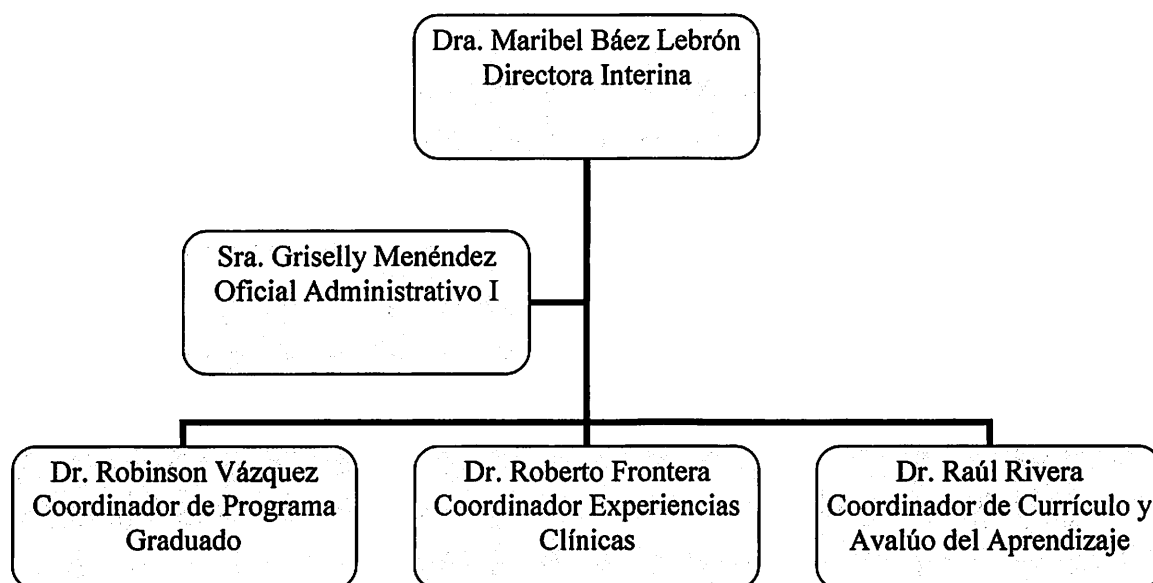 Dra. Maribel Báez Lebrón
Directora Interina
Sra. Griselly Menéndez
Oficial Administrativo I
Dr. Robinson Vázquez
Coordinador de Programa
Graduado
Dr. Roberto Frontera
Coordinador Experiencias
Clínicas
Dr. Raúl Rivera
Coordinador de Currículo y
Avalúo del Aprendizaje